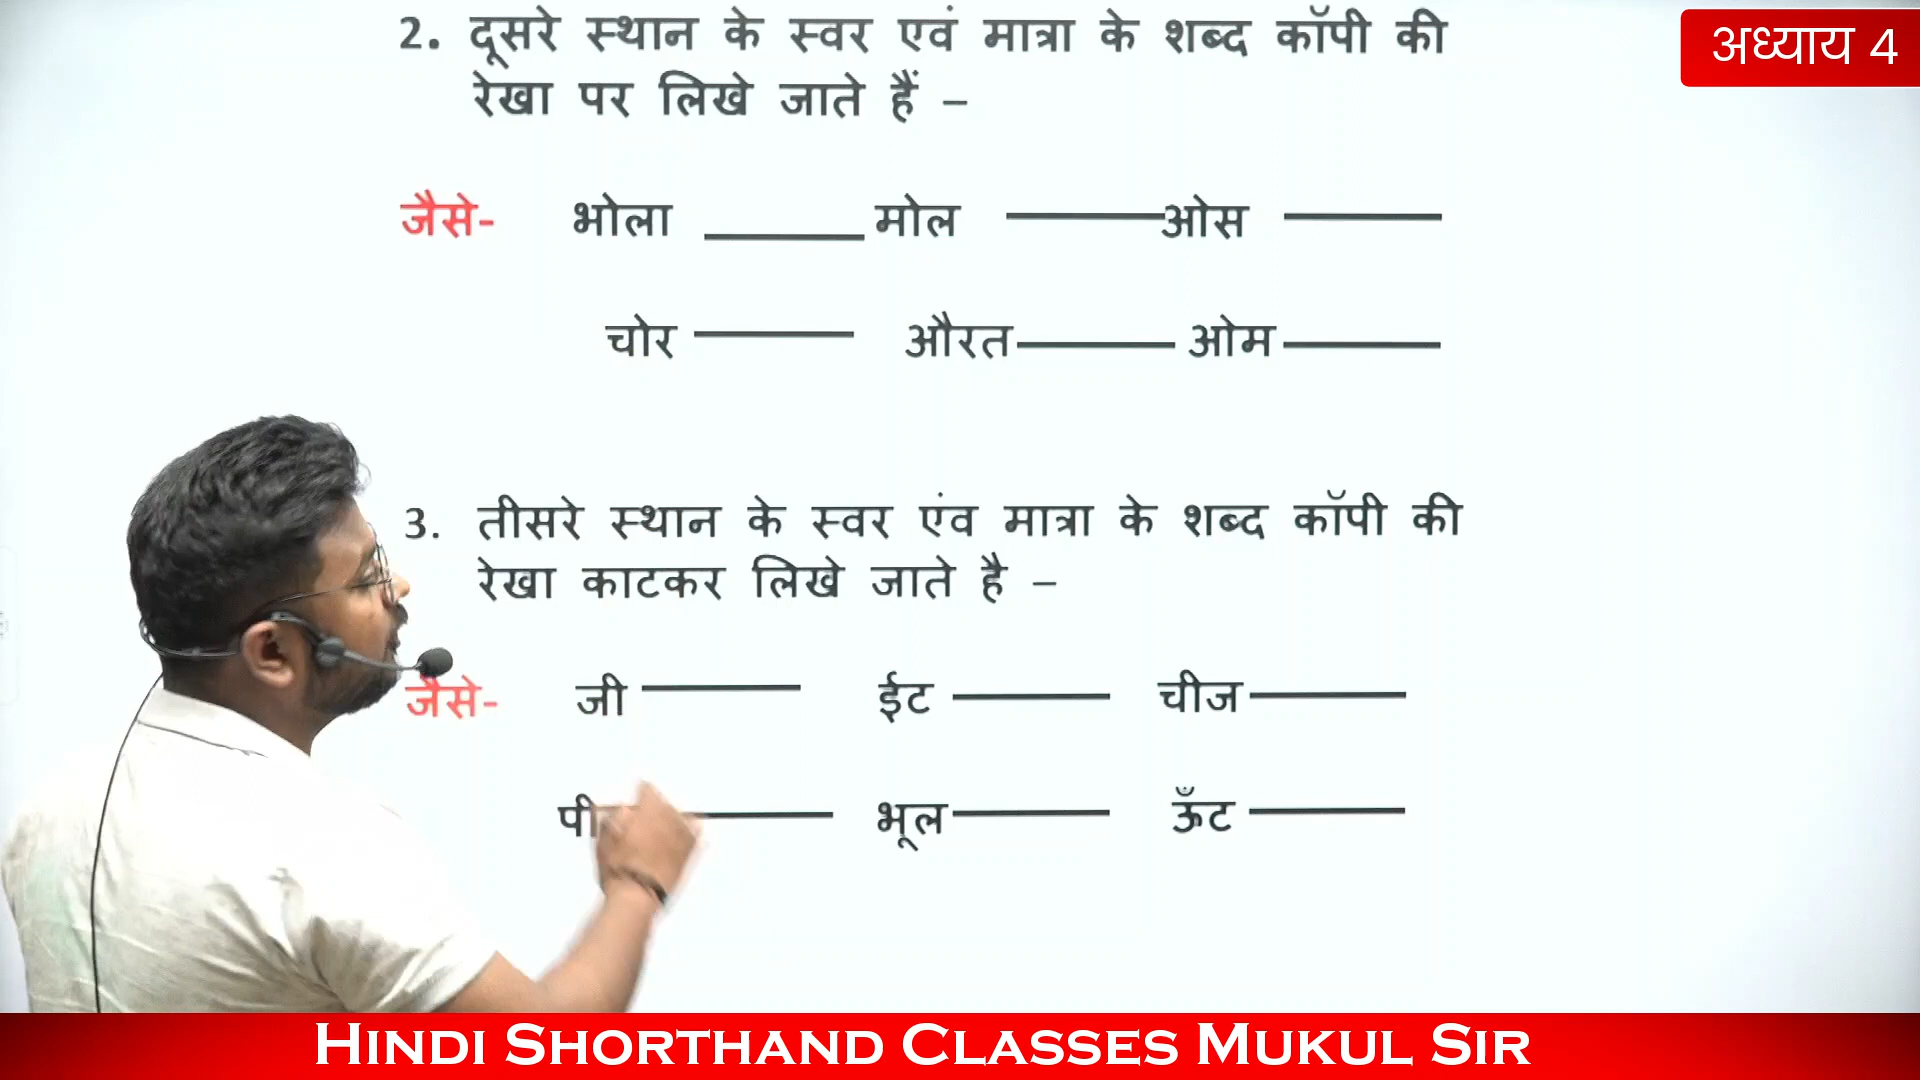 अध्याय 4
2. दूसरे स्थान के स्वर एवं मात्रा के शब्द कॉपी की
रेखा पर लिखे जाते हैं –
जैसे- भोला मोल ओस
चोर औरत ओम
3. तीसरे स्थान के स्वर एंव मात्रा के शब्द कॉपी की
रेखा काटकर लिखे जाते है –
जैसे- जी ईट चीज
भूल ऊँट
HINDI SHORTHAND CLASSES MUKUL SIR